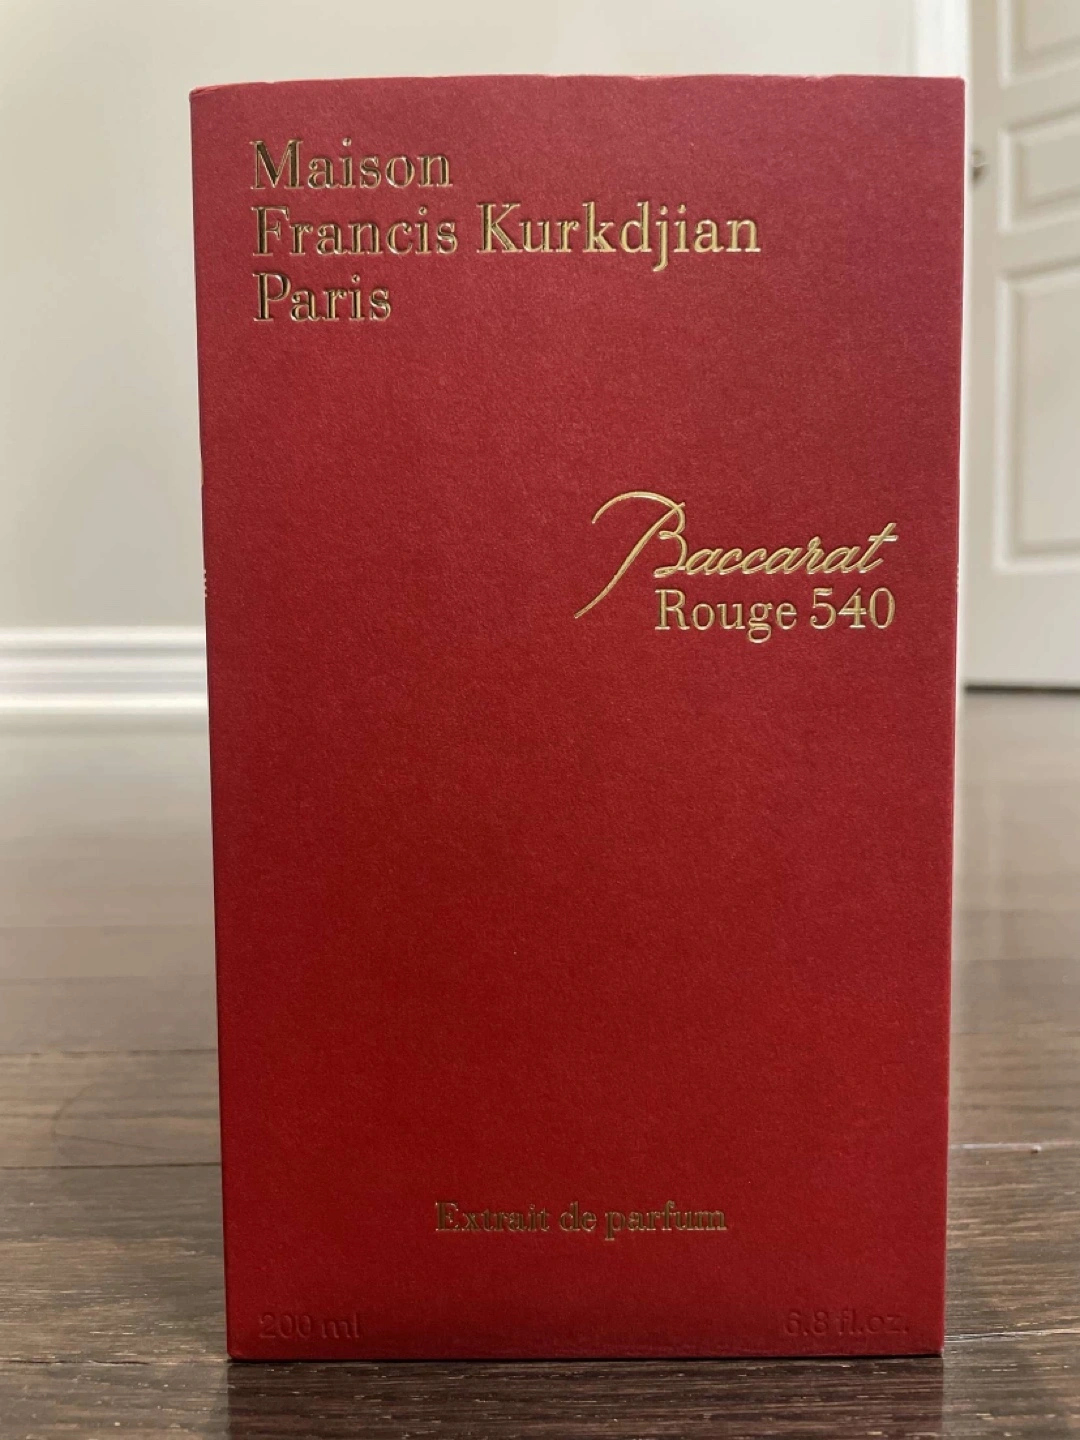 Maison
Francis Kurkdjian
Paris
Baccarat
Rouge 540
Extrait de parfum
200 ml 6.8 fl.oz.